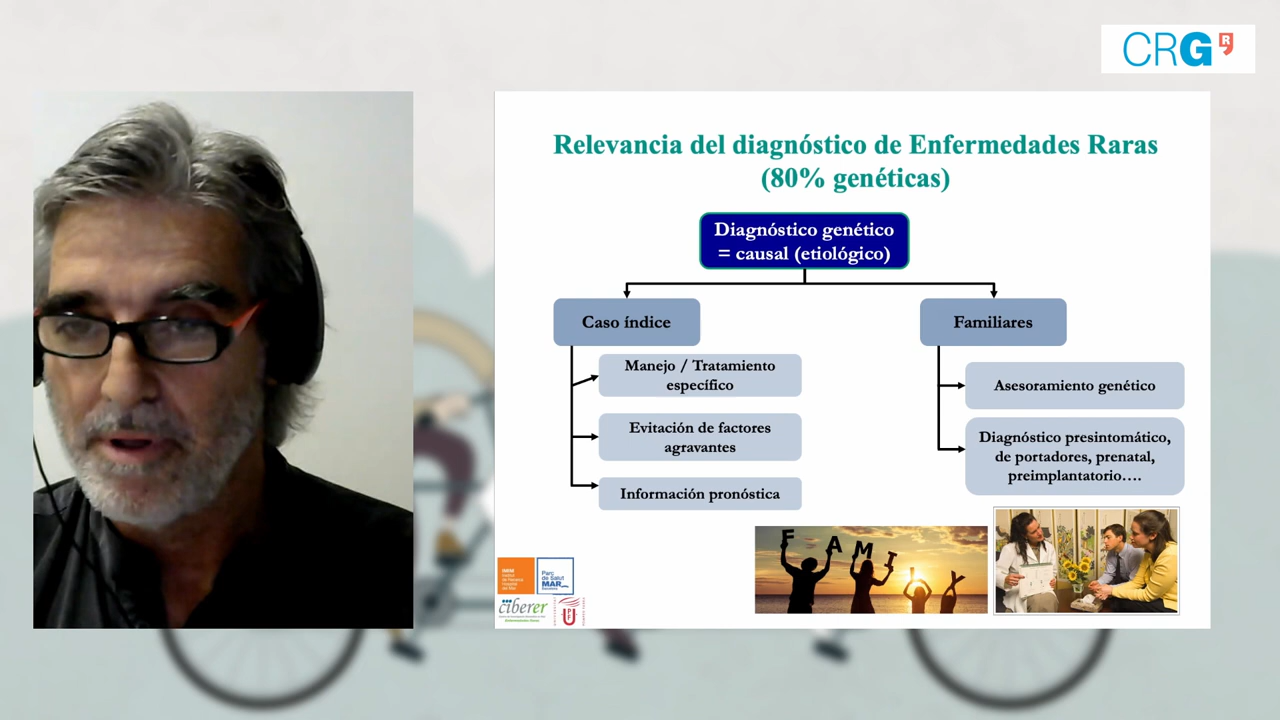 CRG
R
Relevancia del diagnóstico de Enfermedades Raras
(80% genéticas)
Diagnóstico genético
= causal (etiológico)
Caso índice
Manejo / Tratamiento
específico
Evitación de factores
agravantes
Información pronóstica
Familiares
Asesoramiento genético
Diagnóstico presintomático,
de portadores, prenatal,
preimplantatorio….
F A M I Y
Parc
de Salut
MAR
ciberer